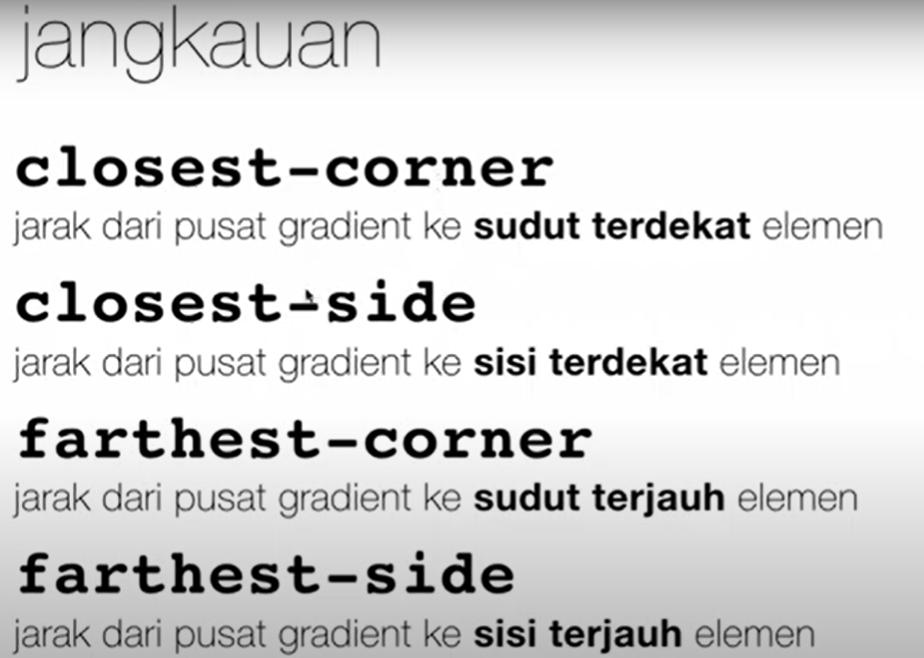 jangkauan
closest-corner
jarak dari pusat gradient ke sudut terdekat elemen
closest-side
jarak dari pusat gradient ke sisi terdekat elemen
farthest-corner
jarak dari pusat gradient ke sudut terjauh elemen
farthest-side
jarak dari pusat gradient ke sisi terjauh elemen